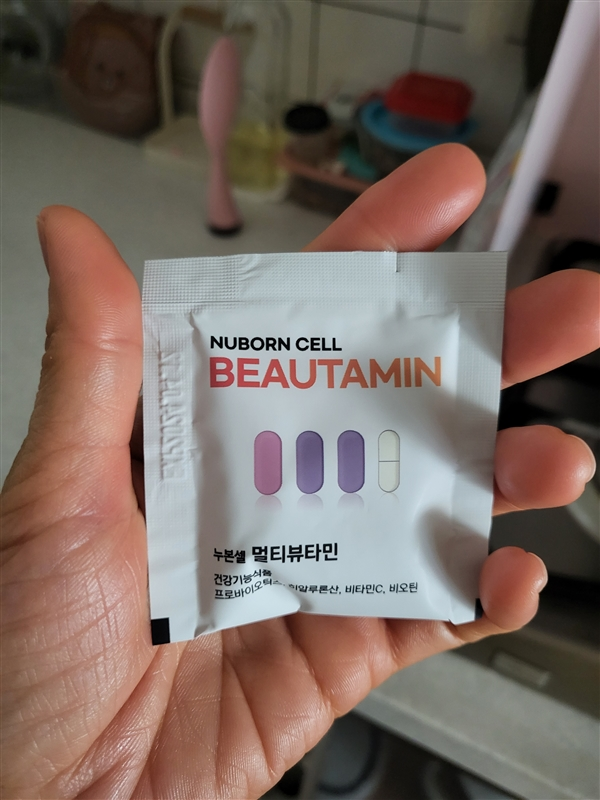 NUBORN CELL
BEAUTAMIN
누본셀 멀티뷰타민
건강기능식품
프로바이오틱스, 히알루론산, 비타민C, 비오틴